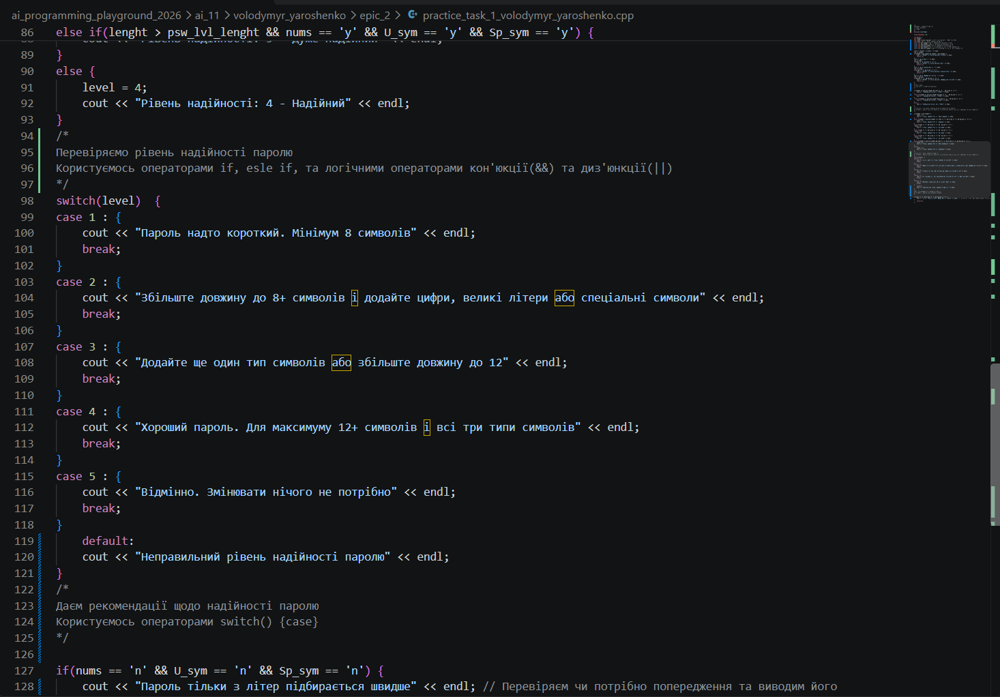 ai_programming_playground_2026 > ai_11 > volodymyr_yaroshenko > epic_2 > practice_task_1_volodymyr_yaroshenko.cpp
86 else if(lenght > psw_lvl_lenght && nums == 'y' && U_sym == 'y' && Sp_sym == 'y') {
89 }
90 else {
91 level = 4;
92 cout << "Рівень надійності: 4 - Надійний" << endl;
93 }
94 /*
95 Перевіряємо рівень надійності паролю
96 Користуємось операторами if, esle if, та логічними операторами кон'юкції(&&) та диз'юнкції(||)
97 */
98 switch(level)  {
99 case 1 : {
100 cout << "Пароль надто короткий. Мінімум 8 символів" << endl;
101 break;
102 }
103 case 2 : {
104 cout << "Збільште довжину до 8+ символів і додайте цифри, великі літери або спеціальні символи" << endl;
105 break;
106 }
107 case 3 : {
108 cout << "Додайте ще один тип символів або збільште довжину до 12" << endl;
109 break;
110 }
111 case 4 : {
112 cout << "Хороший пароль. Для максимуму 12+ символів і всі три типи символів" << endl;
113 break;
114 }
115 case 5 : {
116 cout << "Відмінно. Змінювати нічого не потрібно" << endl;
117 break;
118 }
119 default:
120 cout << "Неправильний рівень надійності паролю" << endl;
121 }
122 /*
123 Даєм рекомендації щодо надійності паролю
124 Користуємось операторами switch() {case}
125 */
126
127 if(nums == 'n' && U_sym == 'n' && Sp_sym == 'n') {
128 cout << "Пароль тільки з літер підбирається швидше" << endl; // Перевіряєм чи потрібно попередження та виводим його